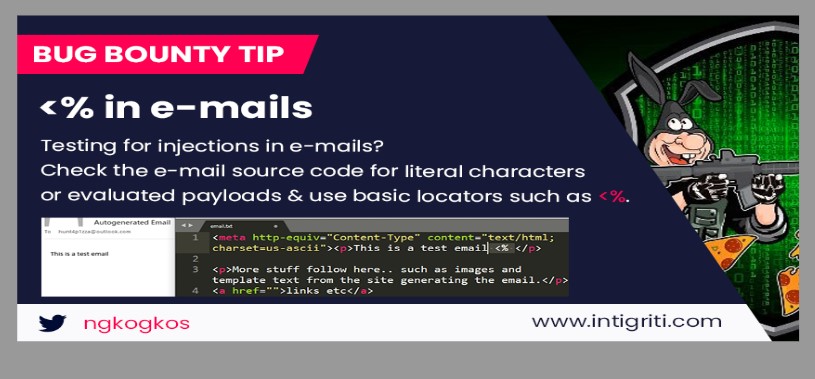 BUG BOUNTY TIP
<% in e-mails
Testing for injections in e-mails?
Check the e-mail source code for literal characters
or evaluated payloads & use basic locators such as <%.
Autogenerated Email
To hunt4p1zza@outlook.com
This is a test email
email.txt
1 <meta http-equiv="Content-Type" content="text/html;
charset=us-ascii"><p>This is a test email <% </p>
2
3 <p>More stuff follow here.. such as images and
template text from the site generating the email.</p>
4 <a href="">links etc</a>
ngkogkos
www.intigriti.com